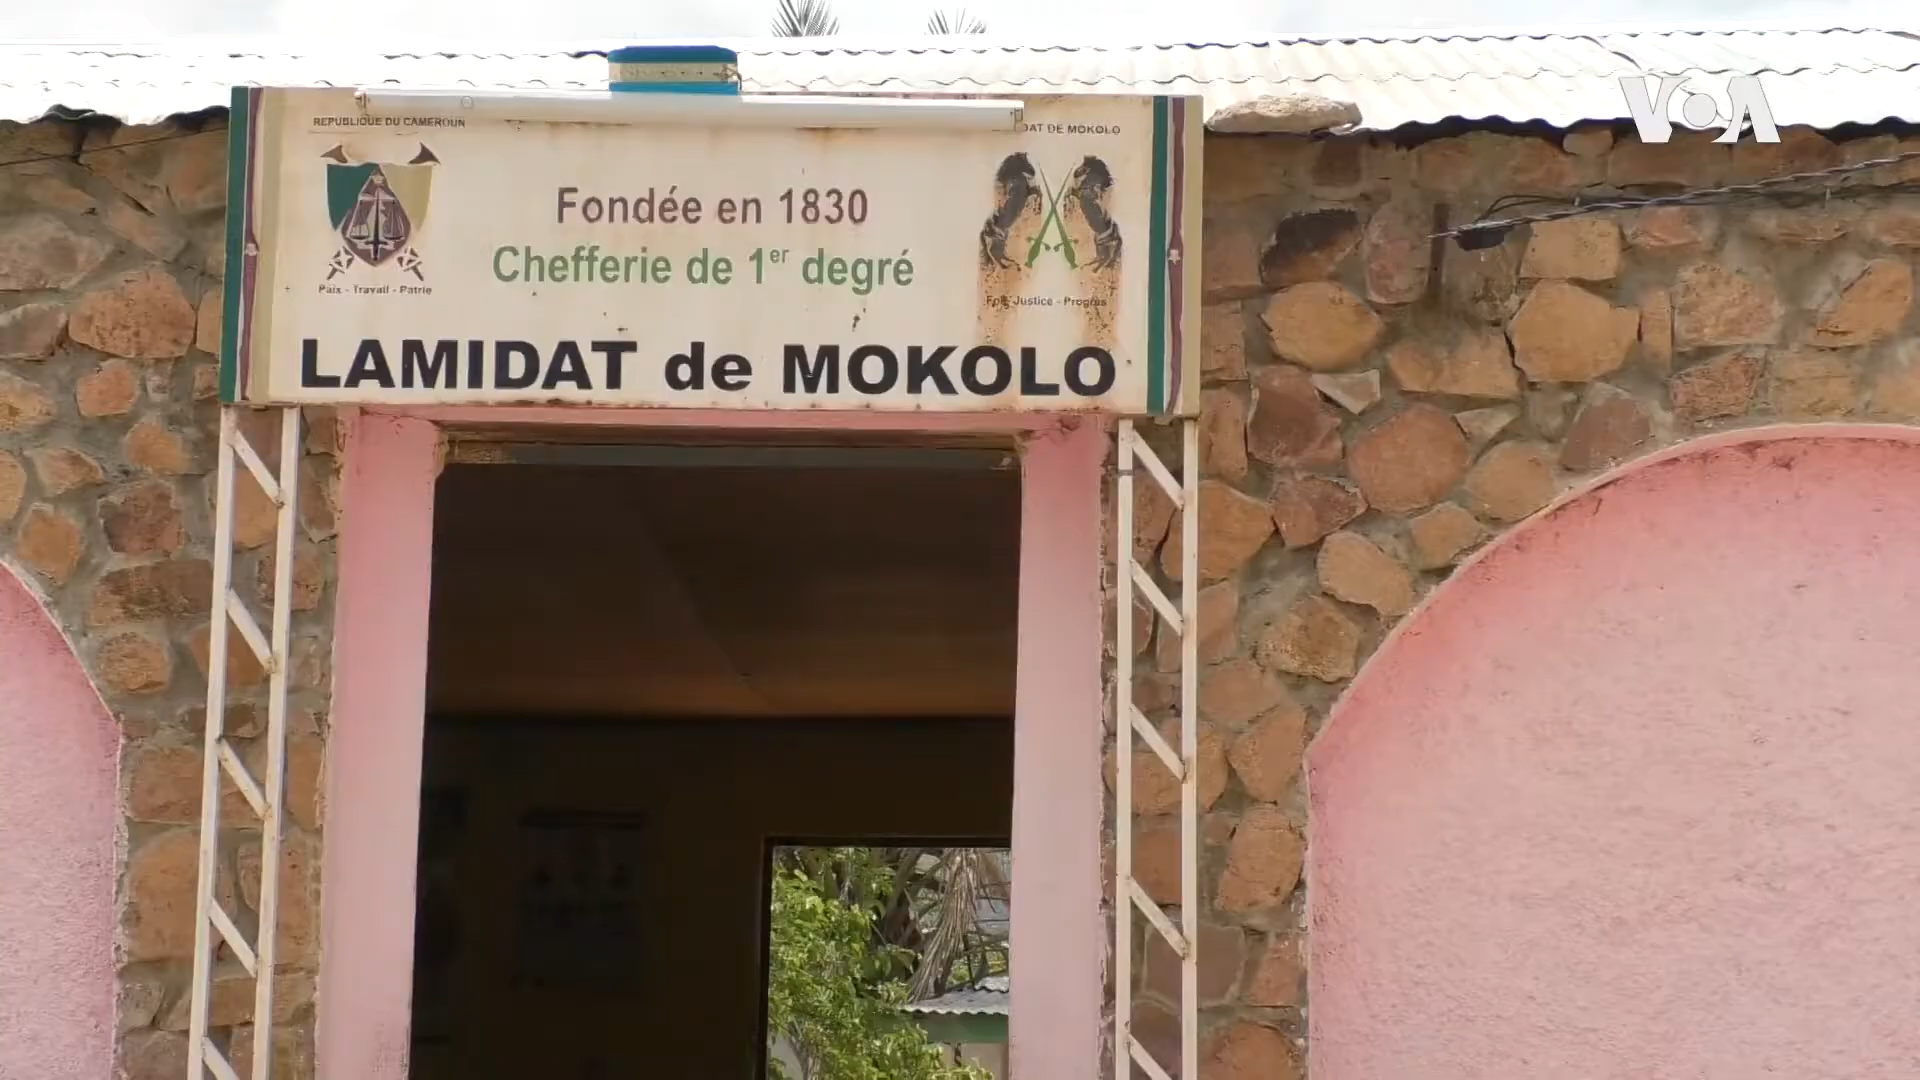 VOA
REPUBLIQUE DU CAMEROUN
DAT DE MOKOLO
Fondée en 1830
Chefferie de 1er degré
Paix - Travail - Patrie
Foi - Justice - Progrès
LAMIDAT de MOKOLO